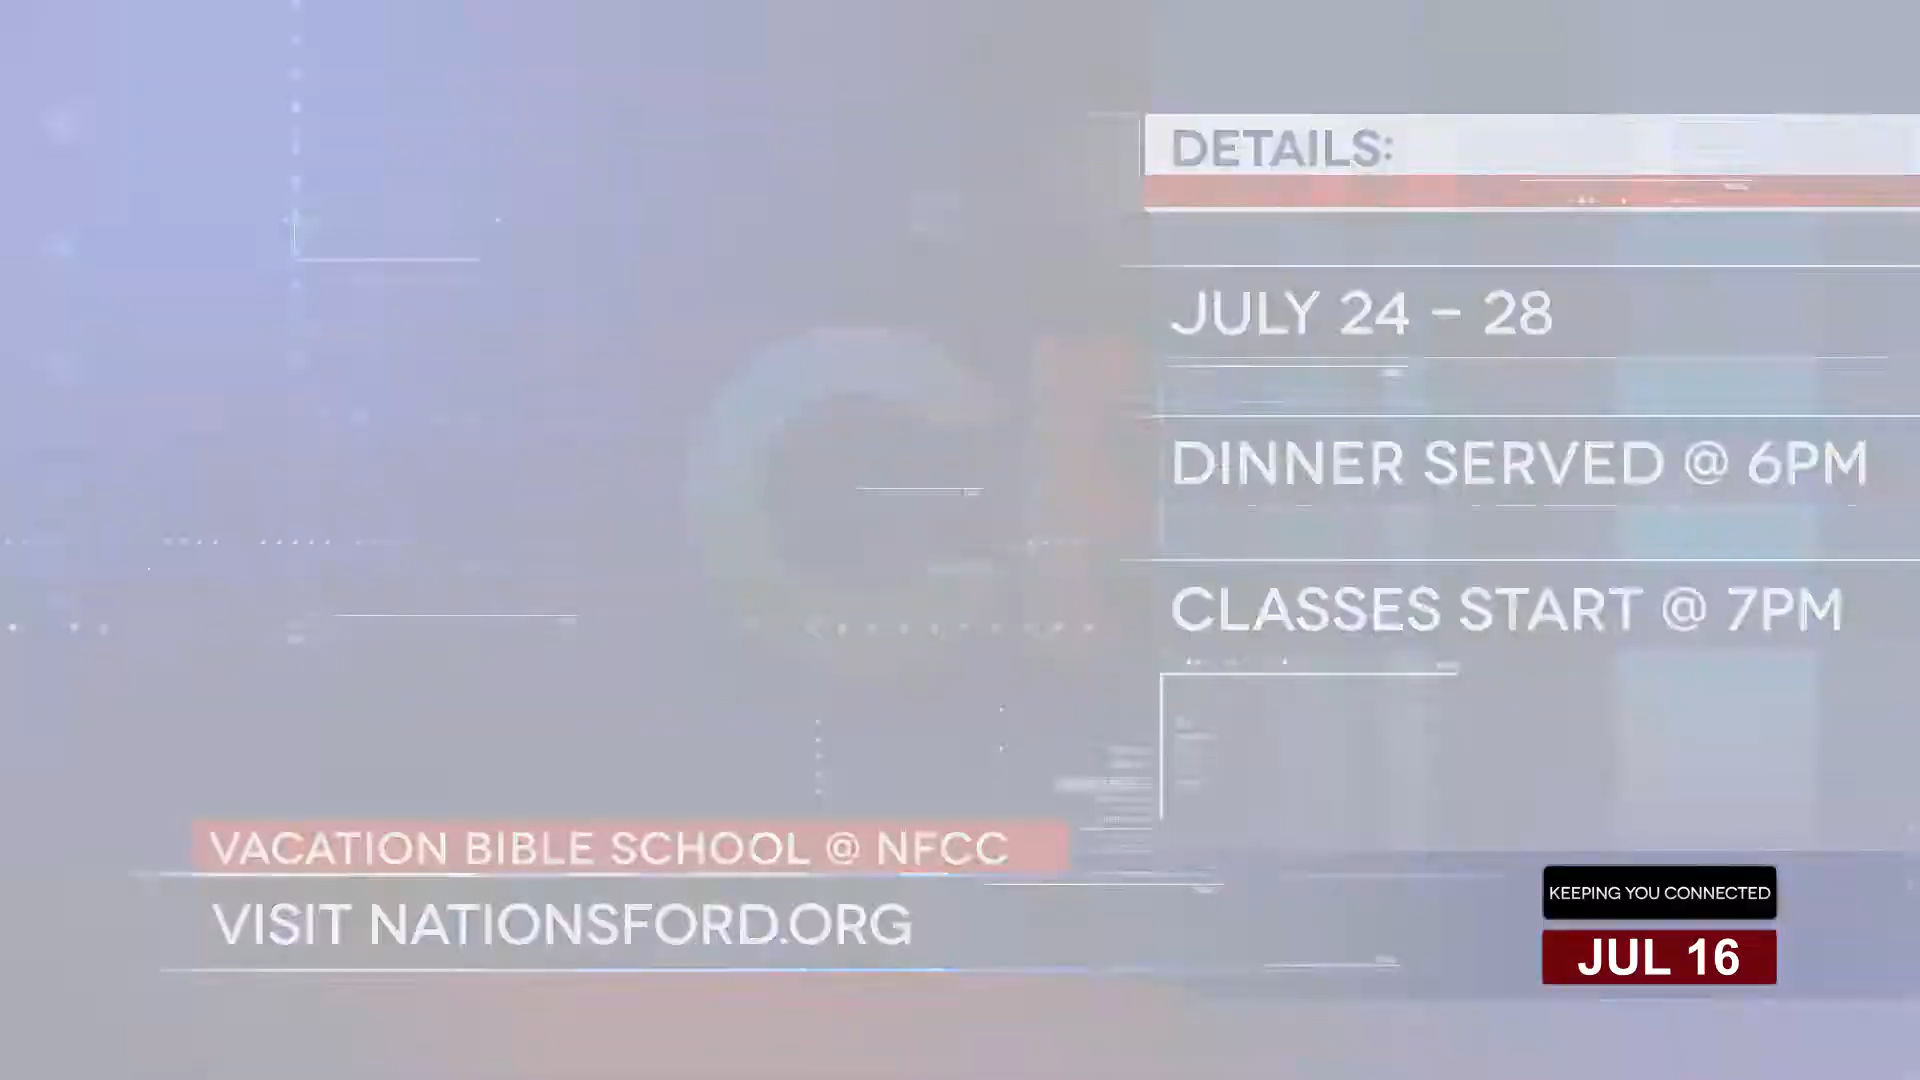 DETAILS:
JULY 24 - 28
DINNER SERVED @ 6PM
CLASSES START @ 7PM
VACATION BIBLE SCHOOL @ NFCC
VISIT NATIONSFORD.ORG
KEEPING YOU CONNECTED
JUL 16